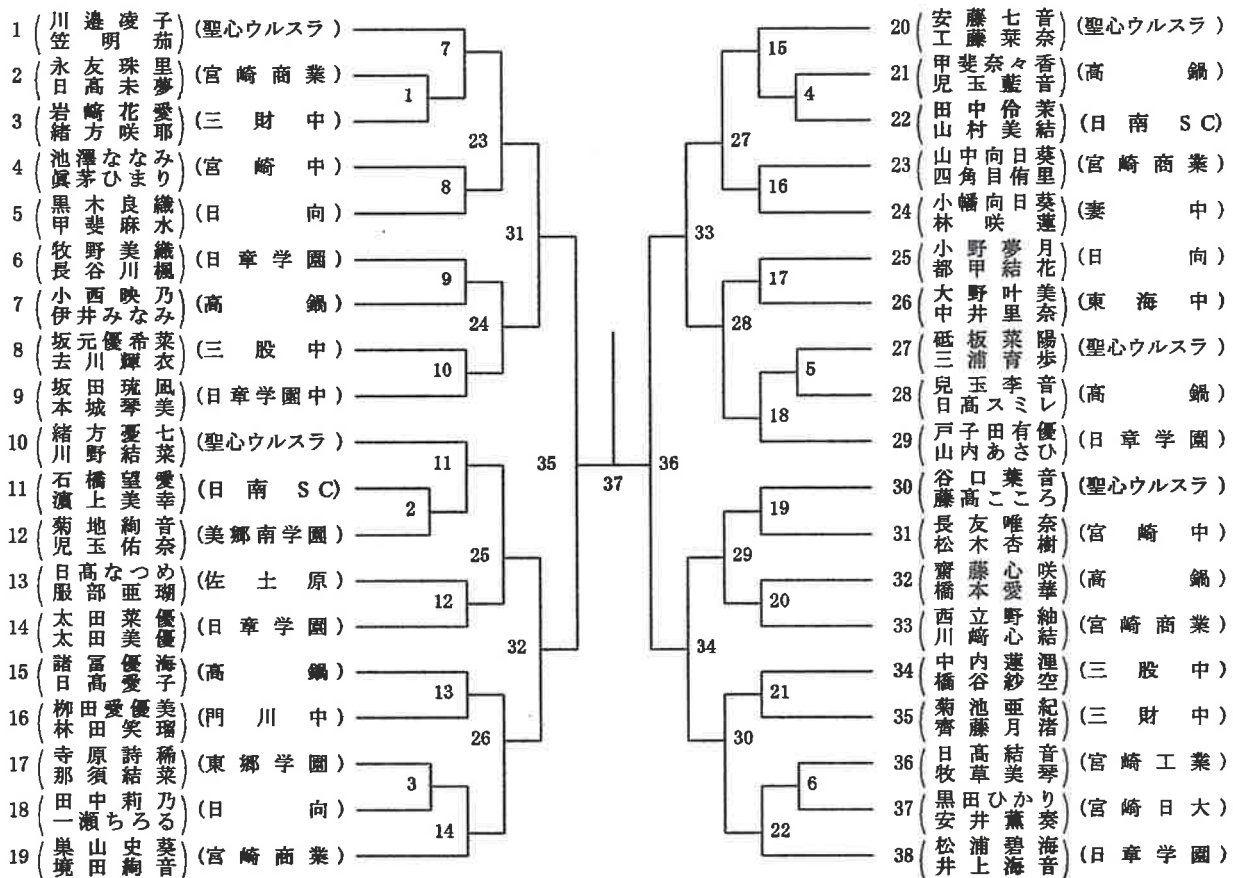 1 (川邉凌子 笠明茄) (聖心ウルスラ)
2 (永友珠里 日髙未夢) (宮崎商業)
3 (岩﨑花愛 緒方咲耶) (三財中)
4 (池澤ななみ 眞茅ひまり) (宮崎中)
5 (黒木良織 甲斐麻水) (日向)
6 (牧野美織 長谷川楓) (日章学園)
7 (小西映乃 伊井みなみ) (高鍋)
8 (坂元優希菜 去川輝衣) (三股中)
9 (坂田琉凪 本城琴美) (日章学園中)
10 (緒方憂七 川野結菜) (聖心ウルスラ)
11 (石橋望愛 濵上美幸) (日南SC)
12 (菊地絢音 児玉佑奈) (美郷南学園)
13 (日髙なつめ 服部亜瑚) (佐土原)
14 (太田菜優 太田美優) (日章学園)
15 (諸冨優海 日髙愛子) (高鍋)
16 (柳田愛優美 林田笑瑠) (門川中)
17 (寺原詩稀 那須結菜) (東郷学園)
18 (田中莉乃 一瀬ちろる) (日向)
19 (巣山史葵 境田絢音) (宮崎商業)
7
1
23
8
31
9
24
10
11
2
25
12
32
13
26
3
14
35
37
36
15
4
27
16
33
17
28
5
18
19
29
20
34
21
30
6
22
20 (安藤七音 工藤栞奈) (聖心ウルスラ)
21 (甲斐奈々香 児玉藍音) (高鍋)
22 (田中伶茉 山村美結) (日南SC)
23 (山中向日葵 四角目侑里) (宮崎商業)
24 (小幡向日葵 林咲蓮) (妻中)
25 (小野夢月 都甲結花) (日向)
26 (大野叶美 中井里奈) (東海中)
27 (砥板菜陽 三浦育歩) (聖心ウルスラ)
28 (兒玉李音 日髙スミレ) (高鍋)
29 (戸子田有優 山内あさひ) (日章学園)
30 (谷口葉音 藤髙こころ) (聖心ウルスラ)
31 (長友唯奈 松木杏樹) (宮崎中)
32 (齋藤心咲 橋本愛華) (高鍋)
33 (西立野紬 川﨑心結) (宮崎商業)
34 (中内蓮浬 橋谷紗空) (三股中)
35 (菊池亜紀 齊藤月渚) (三財中)
36 (日髙結音 牧草美琴) (宮崎工業)
37 (黒田ひかり 安井薫奏) (宮崎日大)
38 (松浦碧海 井上海音) (日章学園)